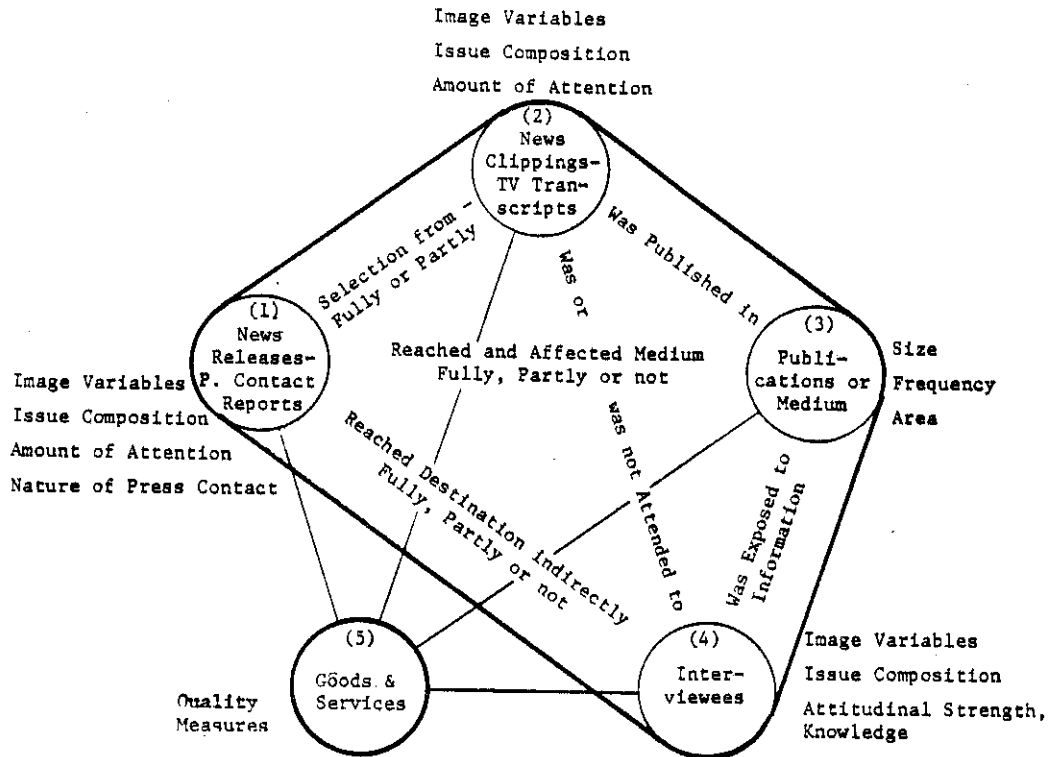 Image Variables
Issue Composition
Amount of Attention
(2)
News
Clippings-
TV Tran-
scripts
Selection from -
Fully or Partly
Was Published in
Was or
was not Attended to
(1)
News
Releases-
P. Contact
Reports
Image Variables
Issue Composition
Amount of Attention
Nature of Press Contact
Reached and Affected Medium
Fully, Partly or not
(3)
Publi-
cations or
Medium
Size
Frequency
Area
Reached Destination indirectly
Fully, Partly or not
Was Exposed to
Information
(5)
Goods & 
Services
Quality
Measures
(4)
Inter-
viewees
Image Variables
Issue Composition
Attitudinal Strength,
Knowledge